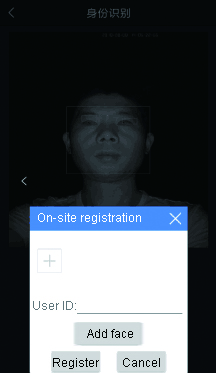 身份识别
On-site registration
User ID:
Add face
Register Cancel